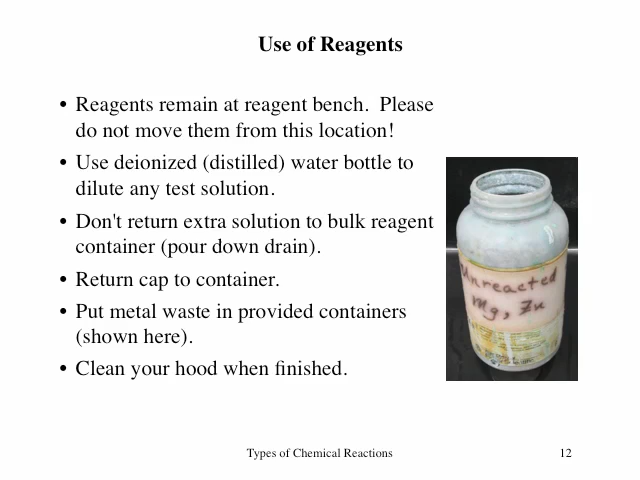 Use of Reagents
• Reagents remain at reagent bench.  Please
do not move them from this location!
• Use deionized (distilled) water bottle to
dilute any test solution.
• Don't return extra solution to bulk reagent
container (pour down drain).
• Return cap to container.
• Put metal waste in provided containers
(shown here).
• Clean your hood when finished.
Unreacted
Mg, Zn
Types of Chemical Reactions
12